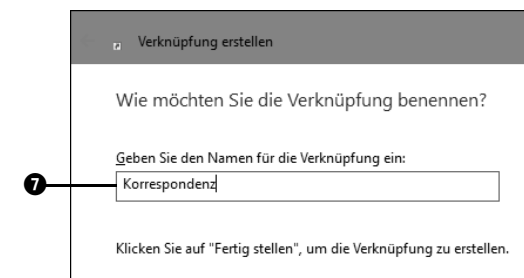 Verknüpfung erstellen
Wie möchten Sie die Verknüpfung benennen?
Geben Sie den Namen für die Verknüpfung ein:
7 Korrespondenz
Klicken Sie auf "Fertig stellen", um die Verknüpfung zu erstellen.